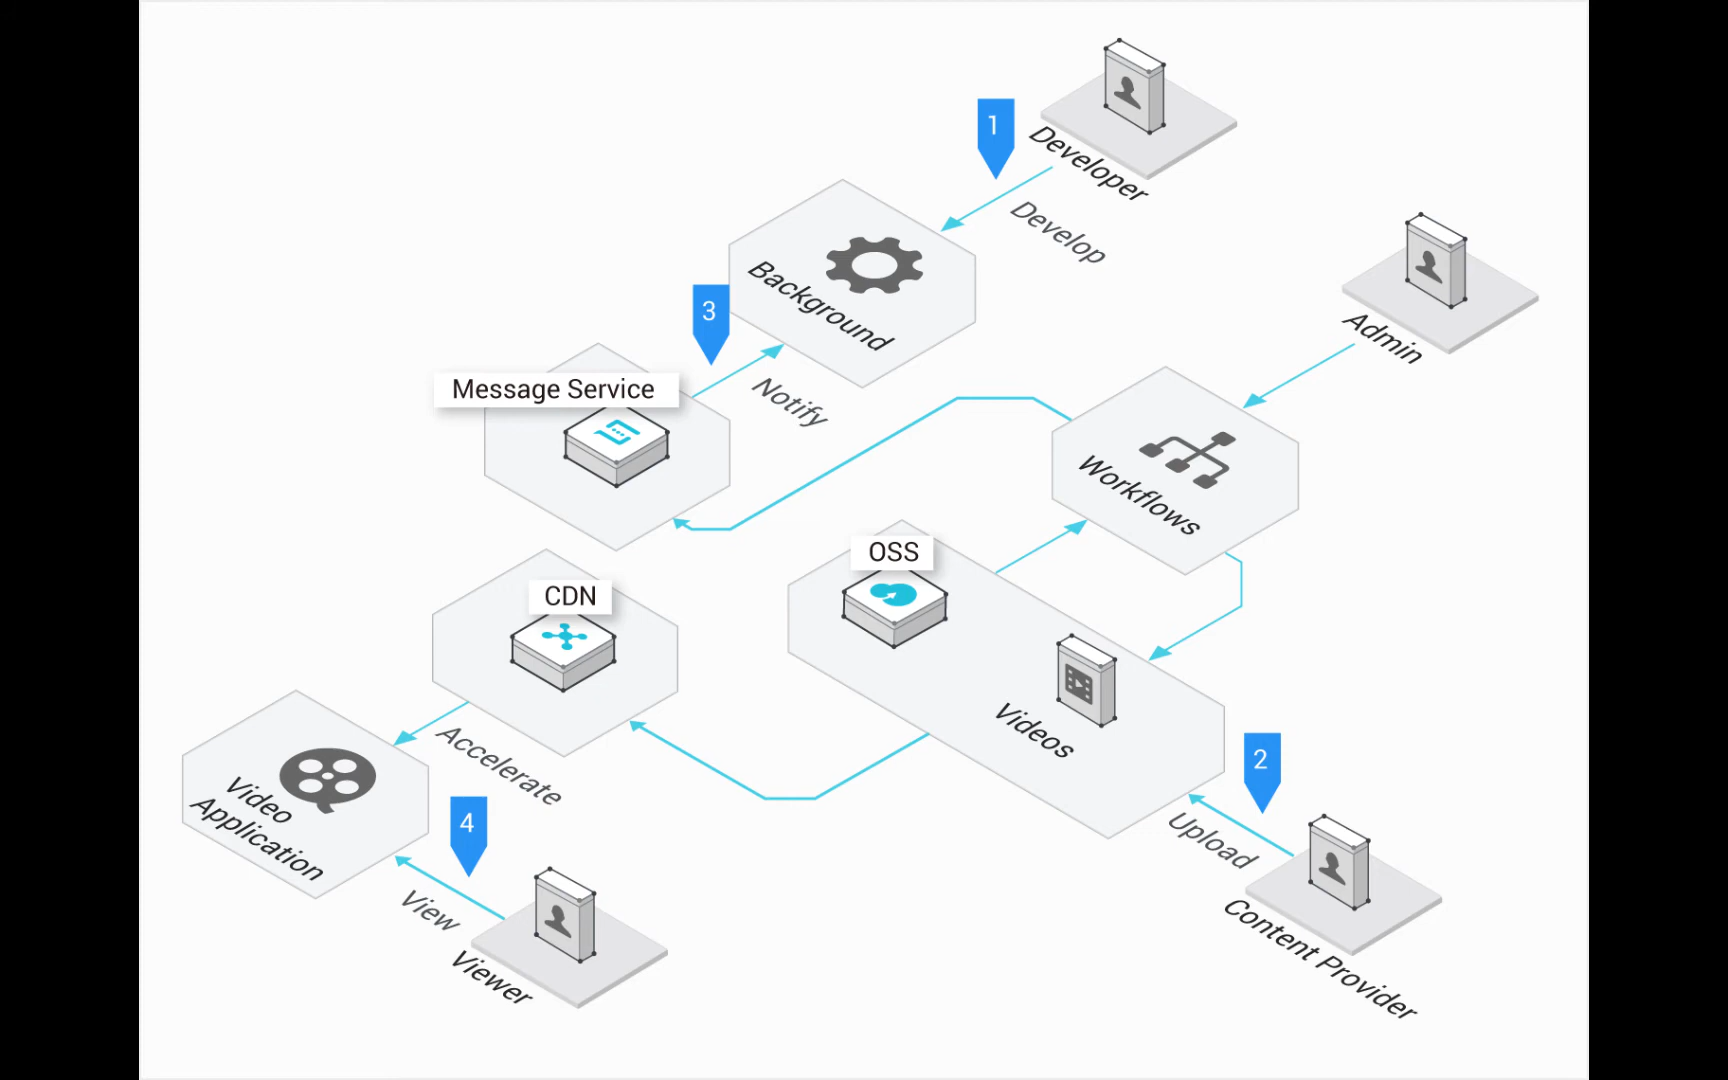 1
Developer
Develop
Background
Admin
3
Message Service
Notify
Workflows
OSS
CDN
Videos
Accelerate
2
Video
Application
4
Upload
View
Content Provider
Viewer